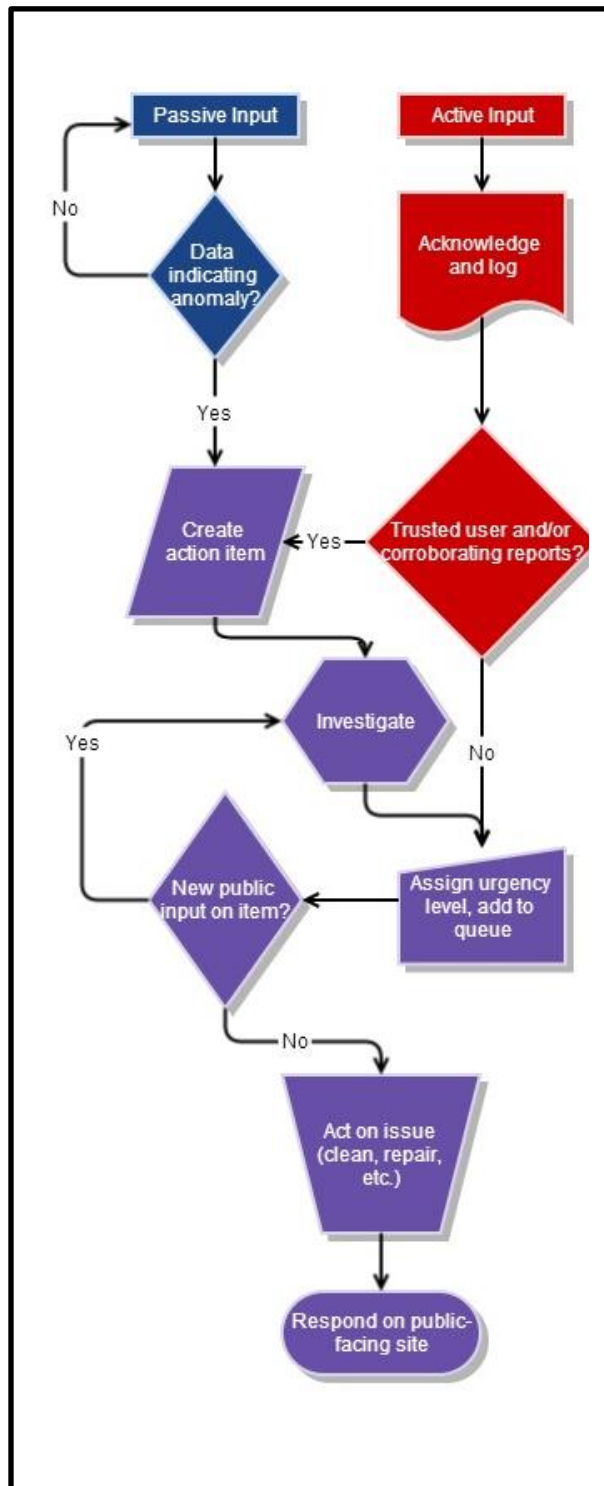 Passive Input
Active Input
No
Data
indicating
anomaly?
Acknowledge
and log
Yes
Create
action item
Yes
Trusted user and/or
corroborating reports?
Investigate
Yes
No
New public
input on item?
Assign urgency
level, add to
queue
No
Act on issue
(clean, repair,
etc.)
Respond on public-
facing site